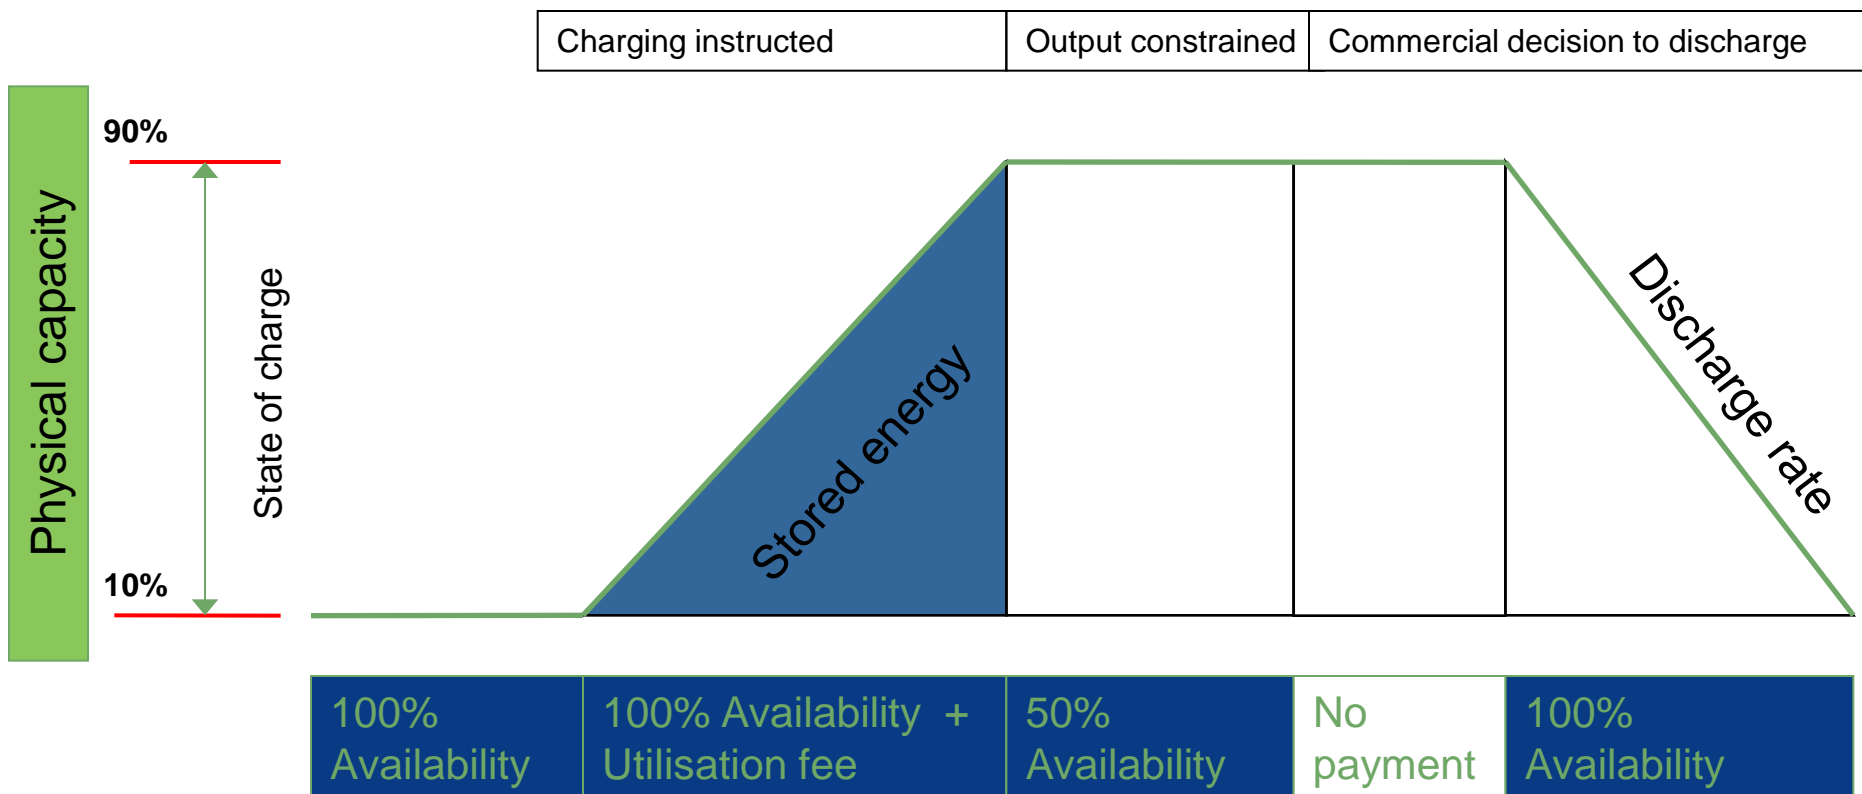 Charging instructed
Output constrained
Commercial decision to discharge
90%
Physical capacity
State of charge
Stored energy
Discharge rate
10%
100%
Availability
100% Availability +
Utilisation fee
50%
Availability
No
payment
100%
Availability